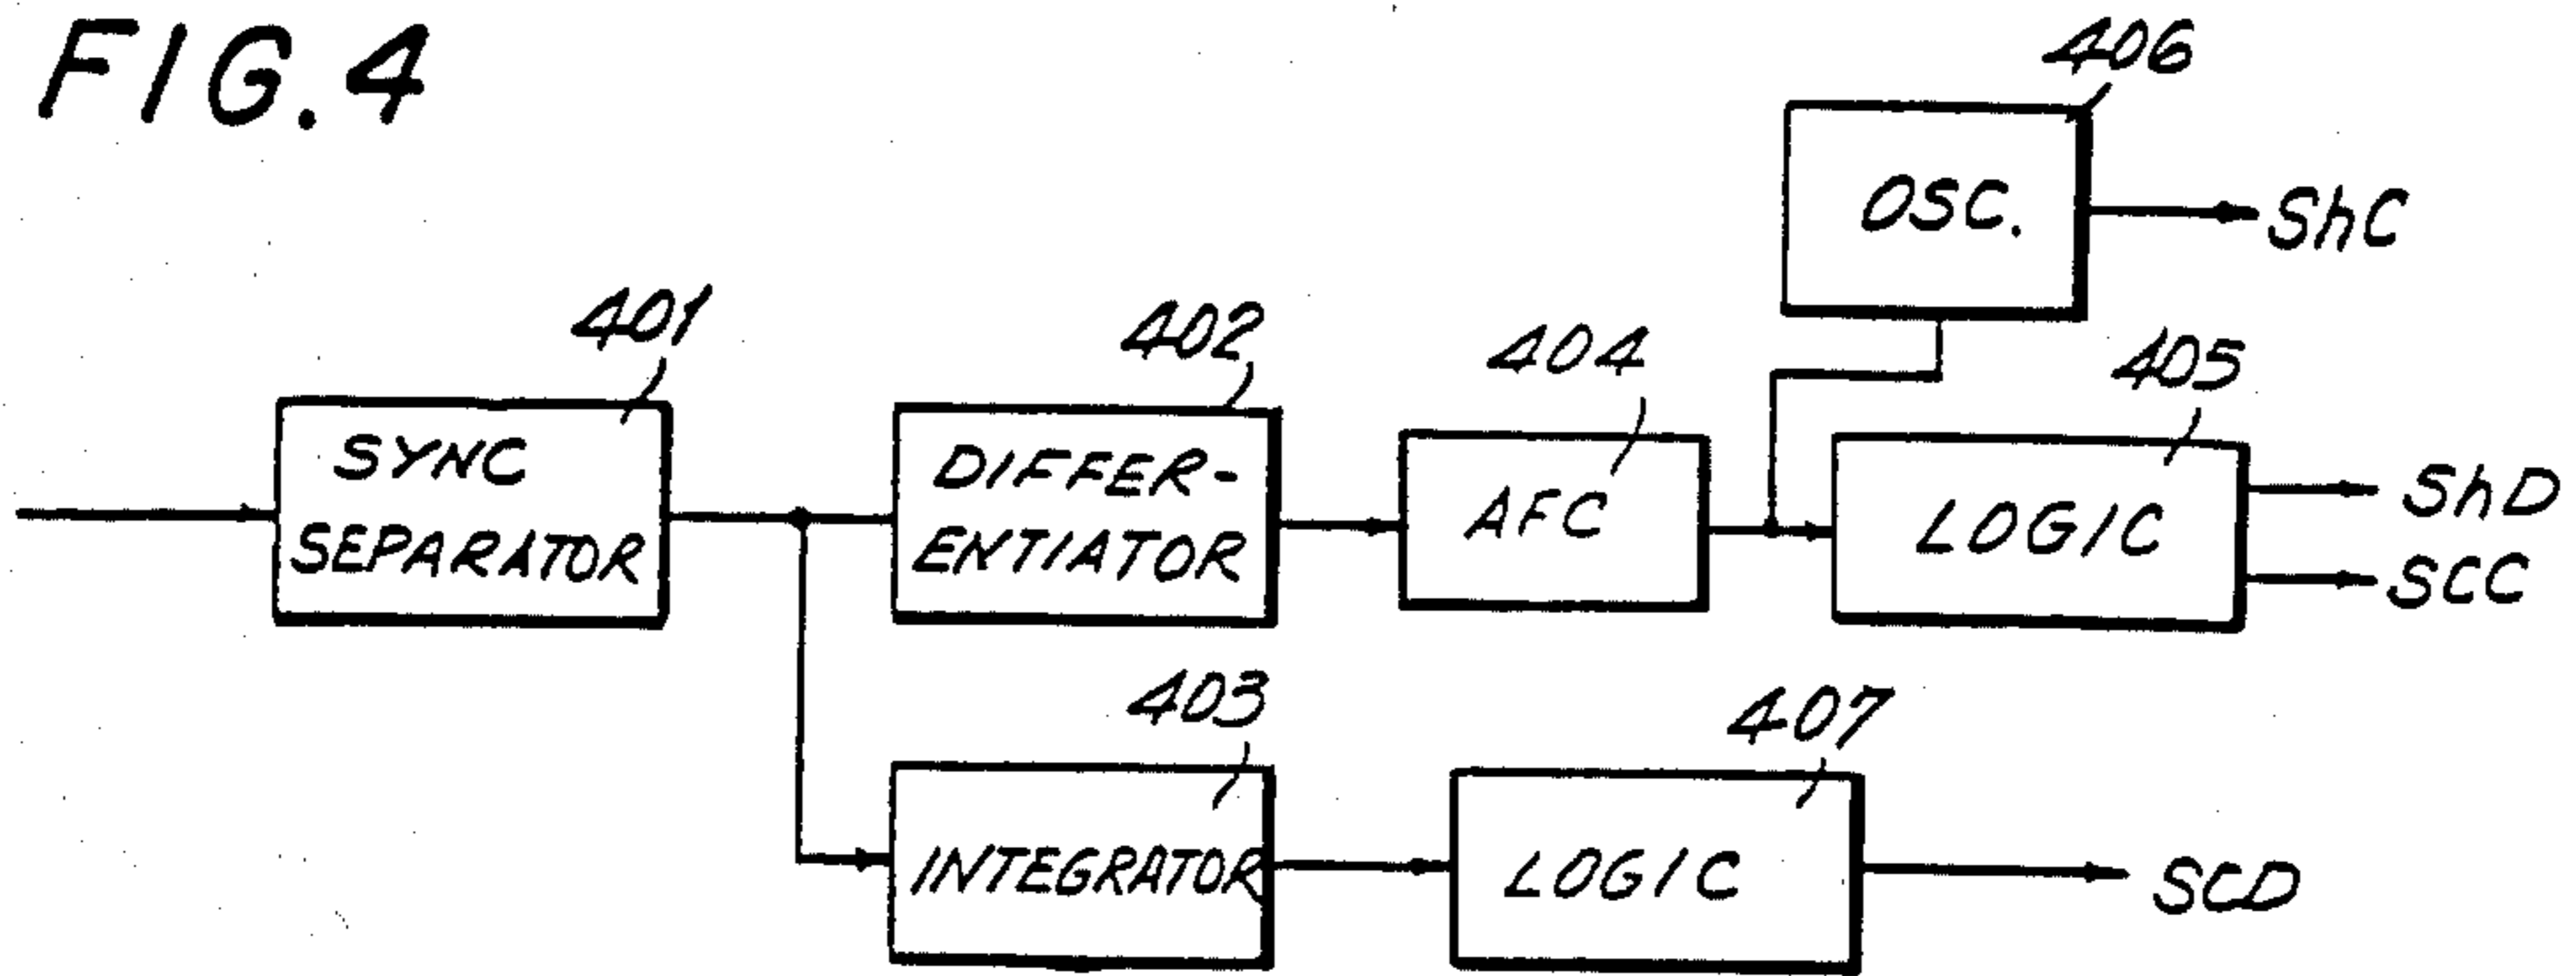 FIG. 4
406
OSC.
ShC
401
SYNC
SEPARATOR
402
DIFFER-
ENTIATOR
404
AFC
405
LOGIC
ShD
SCC
403
INTEGRATOR
407
LOGIC
SCD